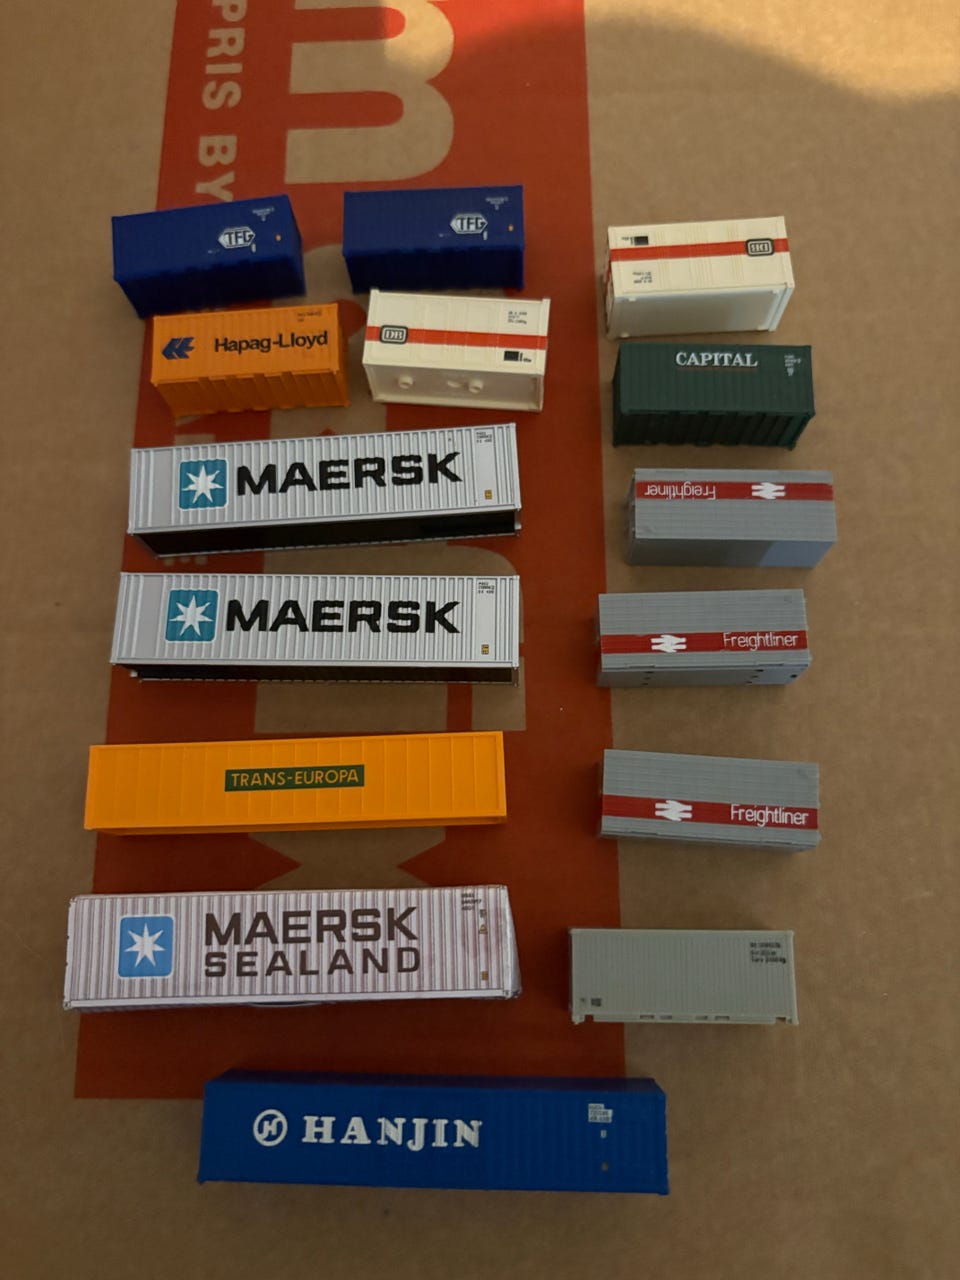 PRIS BY
TFG
TFG
DB
Hapag-Lloyd
DB
CAPITAL
MAERSK
Freightliner
MAERSK
Freightliner
TRANS-EUROPA
Freightliner
MAERSK
SEALAND
H HANJIN